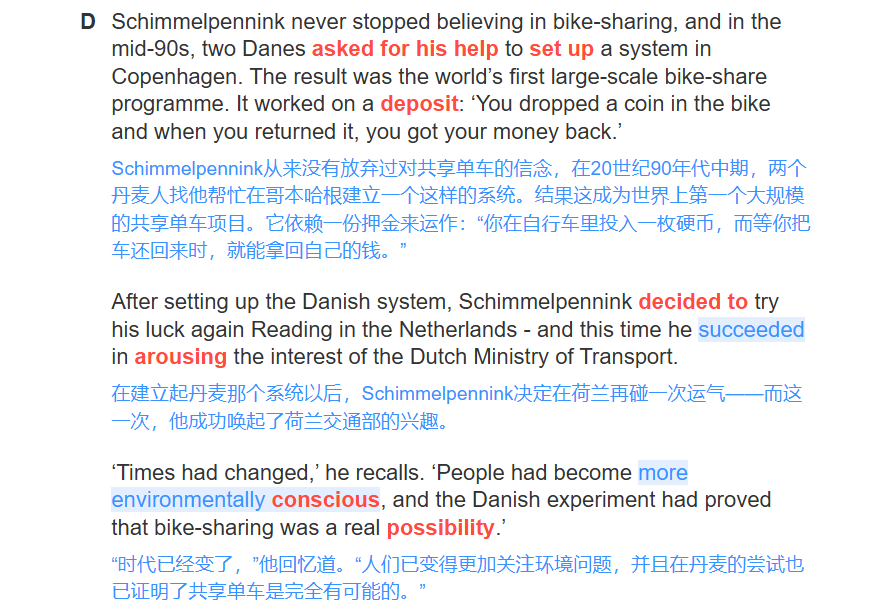 D Schimmelpennink never stopped believing in bike-sharing, and in the
mid-90s, two Danes asked for his help to set up a system in
Copenhagen. The result was the world’s first large-scale bike-share
programme. It worked on a deposit: ‘You dropped a coin in the bike
and when you returned it, you got your money back.’
Schimmelpennink从来没有放弃过对共享单车的信念，在20世纪90年代中期，两个
丹麦人找他帮忙在哥本哈根建立一个这样的系统。结果这成为世界上第一个大规模
的共享单车项目。它依赖一份押金来运作：“你在自行车里投入一枚硬币，而等你把
车还回来时，就能拿回自己的钱。”
After setting up the Danish system, Schimmelpennink decided to try
his luck again Reading in the Netherlands - and this time he succeeded
in arousing the interest of the Dutch Ministry of Transport.
在建立起丹麦那个系统以后，Schimmelpennink决定在荷兰再碰一次运气——而这
一次，他成功唤起了荷兰交通部的兴趣。
‘Times had changed,’ he recalls. ‘People had become more
environmentally conscious, and the Danish experiment had proved
that bike-sharing was a real possibility.’
“时代已经变了，”他回忆道。“人们已变得更加关注环境问题，并且在丹麦的尝试也
已证明了共享单车是完全有可能的。”